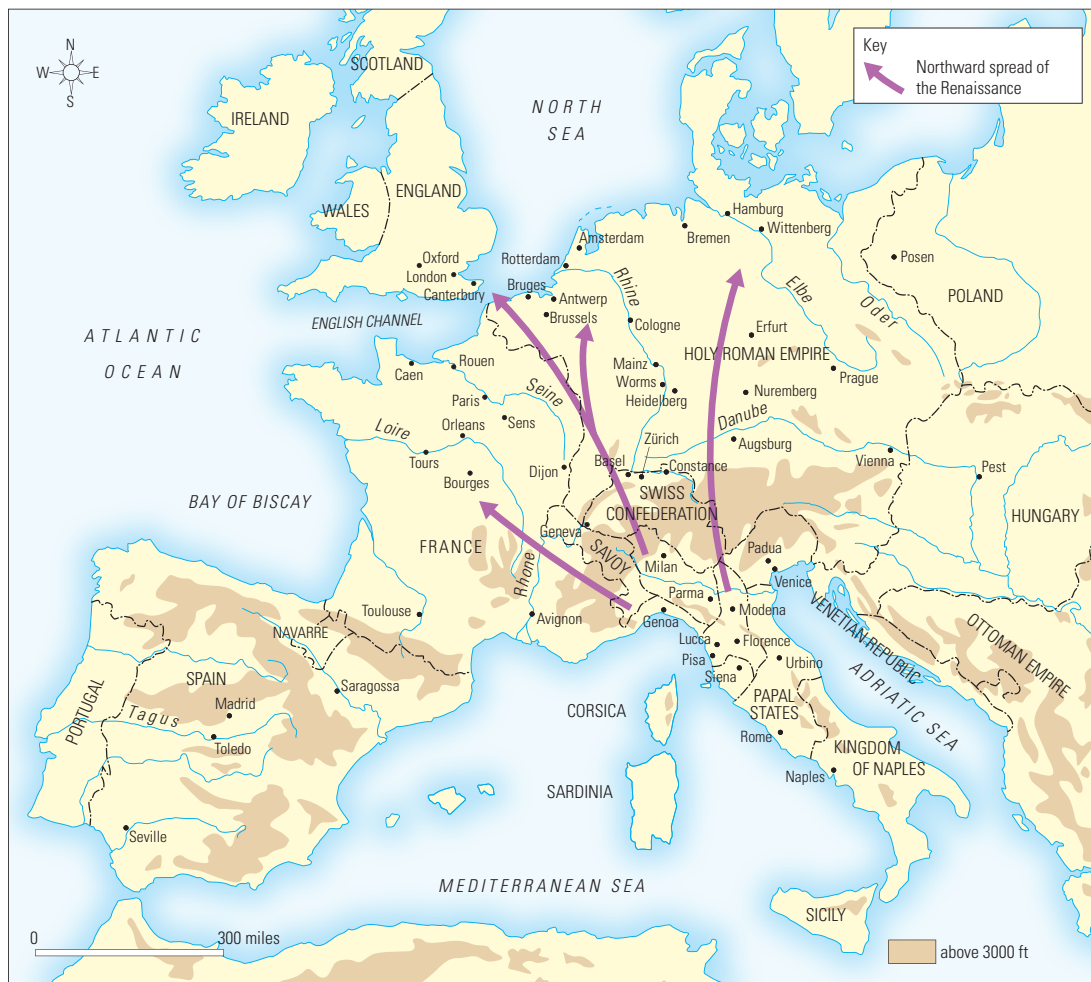 N
W E
S
SCOTLAND
IRELAND
NORTH
SEA
Key
Northward spread of
the Renaissance
ENGLAND
WALES
Hamburg
Wittenberg
Bremen
Amsterdam
Rotterdam
Oxford
London
Canterbury
Bruges
Antwerp
Brussels
Rhine
Cologne
Elbe
Oder
Posen
POLAND
ENGLISH CHANNEL
ATLANTIC
OCEAN
Erfurt
HOLY ROMAN EMPIRE
Caen
Rouen
Seine
Mainz
Worms
Heidelberg
Prague
Nuremberg
Paris
Sens
Orleans
Loire
Tours
Bourges
Dijon
Danube
Augsburg
Zürich
Basel
Constance
Vienna
Pest
SWISS
CONFEDERATION
HUNGARY
BAY OF BISCAY
Geneva
FRANCE
SAVOY
Rhone
Milan
Padua
Venice
Parma
Modena
Genoa
Toulouse
Avignon
VENETIAN REPUBLIC
OTTOMAN EMPIRE
Lucca
Florence
Pisa
Urbino
Siena
ADRIATIC SEA
NAVARRE
Saragossa
SPAIN
Madrid
Tagus
Toledo
PORTUGAL
CORSICA
PAPAL
STATES
Rome
KINGDOM
OF NAPLES
Naples
SARDINIA
Seville
MEDITERRANEAN SEA
SICILY
0 300 miles
above 3000 ft